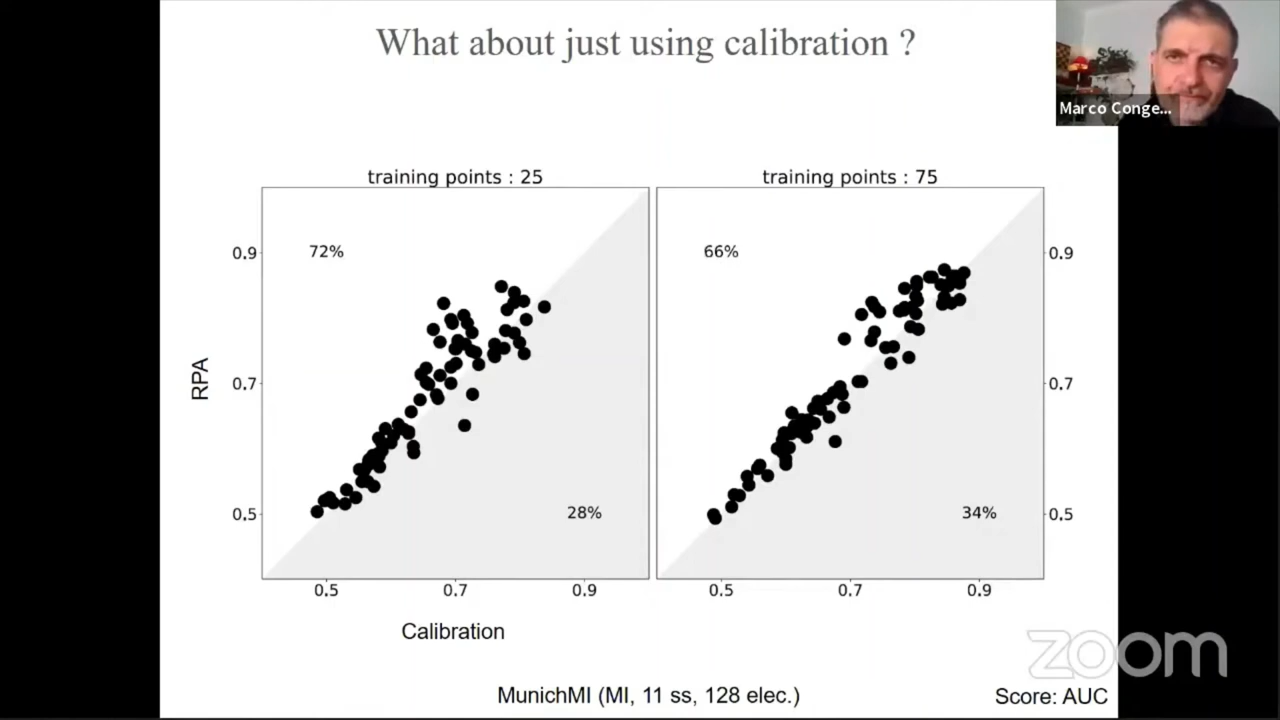 What about just using calibration ?
Marco Conge...
training points : 25
training points : 75
72%
66%
0.9
0.9
RPA
0.7
0.7
28%
34%
0.5
0.5
0.5
0.7
0.9
0.5
0.7
0.9
Calibration
zoom
MunichMI (MI, 11 ss, 128 elec.)
Score: AUC